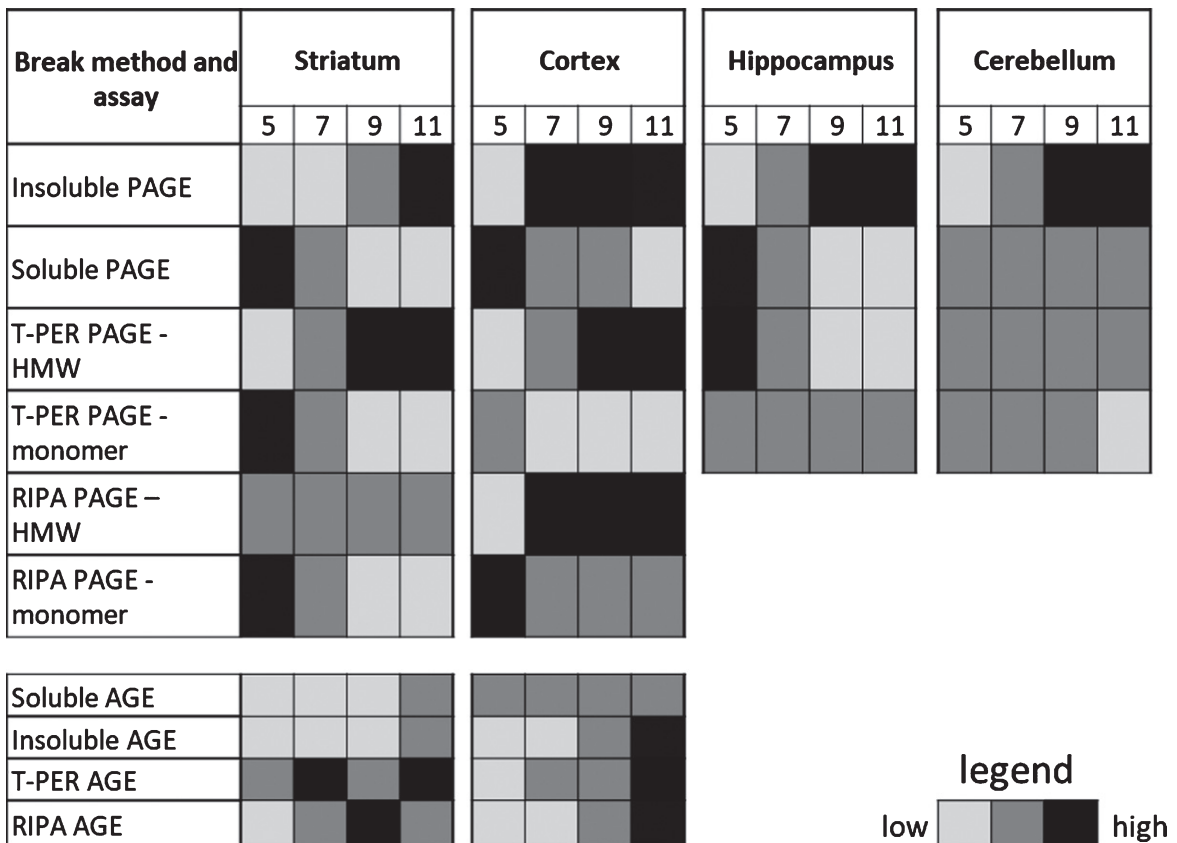 Break method and
assay
Striatum
Cortex
Hippocampus
Cerebellum
5 7 9 11
5 7 9 11
5 7 9 11
5 7 9 11
Insoluble PAGE
Soluble PAGE
T-PER PAGE -
HMW
T-PER PAGE -
monomer
RIPA PAGE –
HMW
RIPA PAGE -
monomer
Soluble AGE
Insoluble AGE
T-PER AGE
RIPA AGE
legend
low high